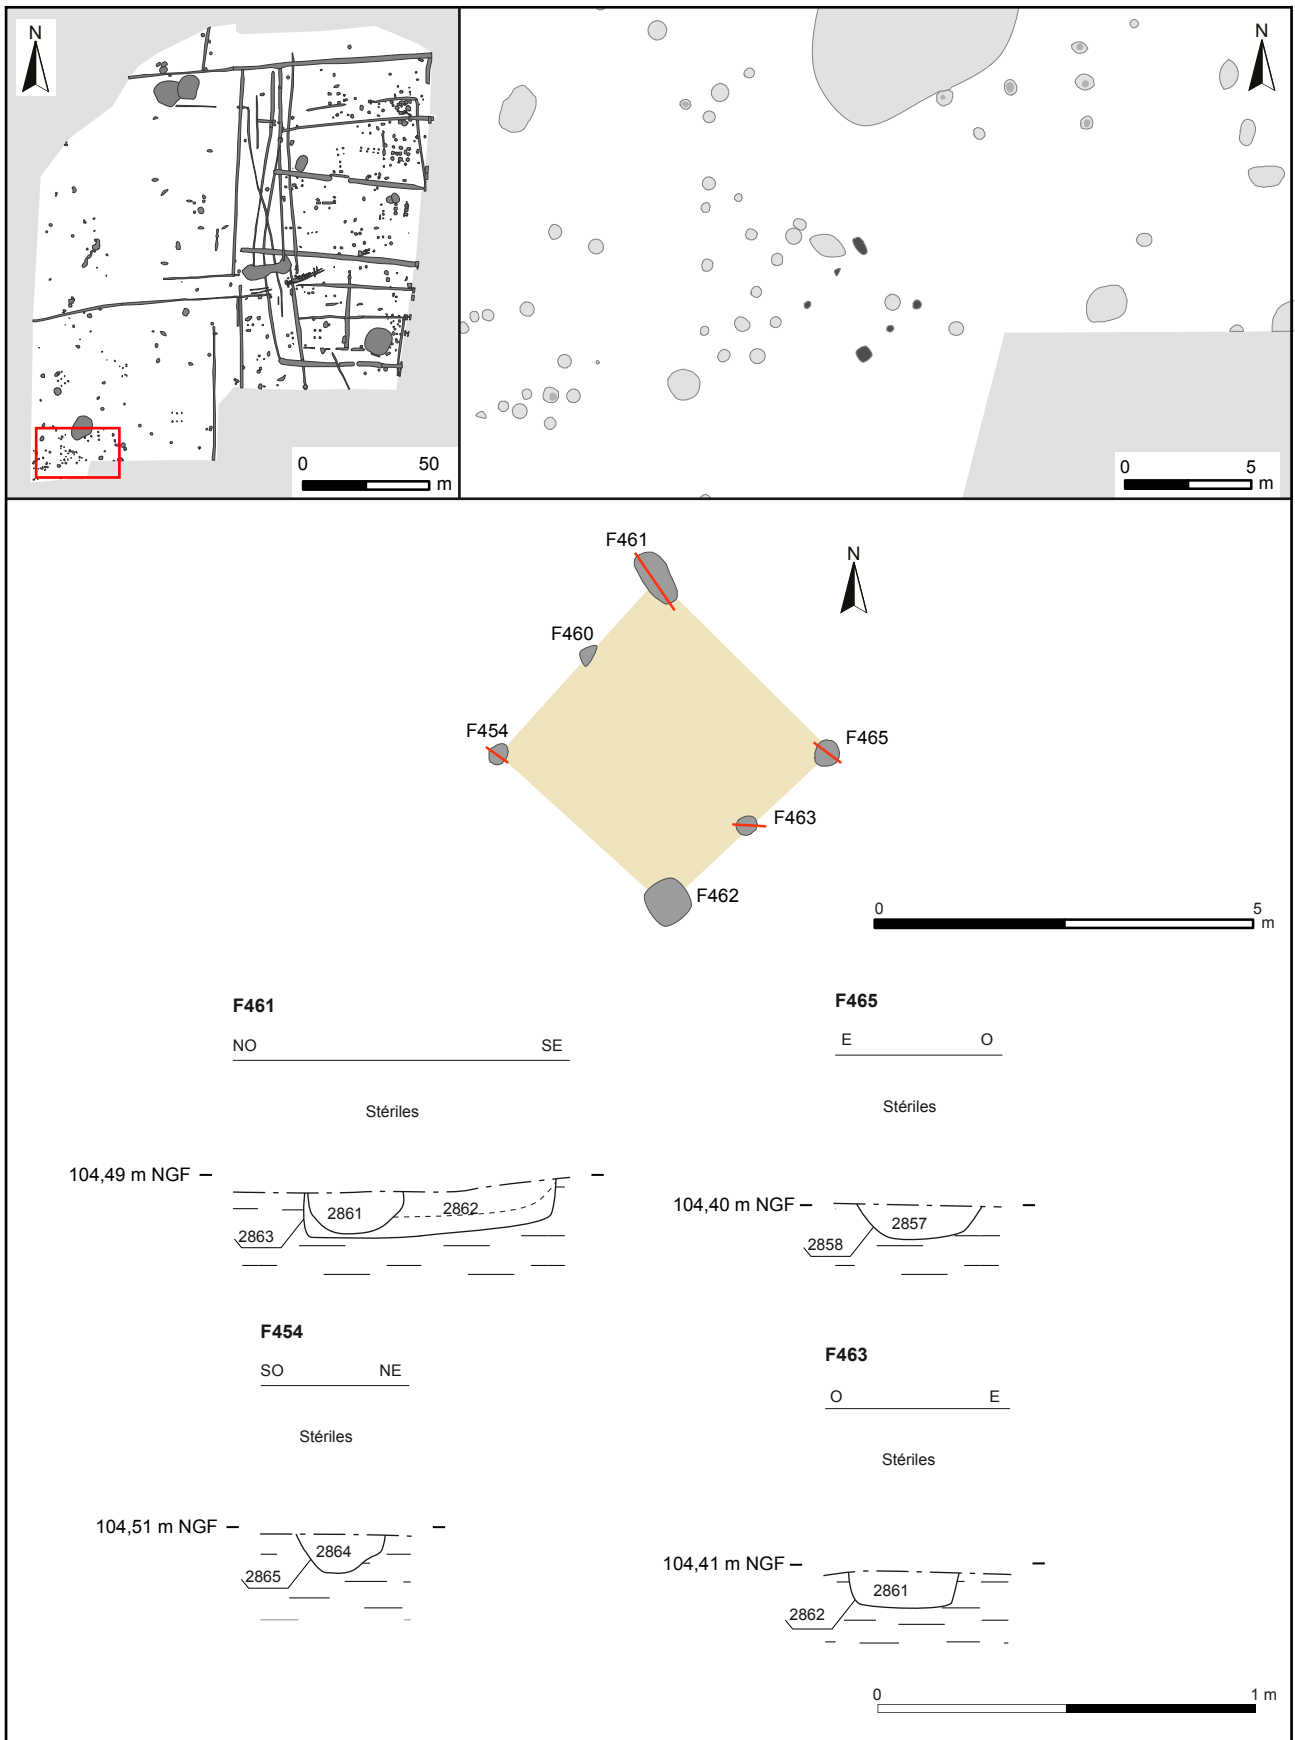 N
0 50
m
N
0 5
m
F461
N
F460
F454
F465
F463
F462
0 5
m
F461
NO SE
Stériles
104,49 m NGF
2861
2862
2863
F465
E O
Stériles
104,40 m NGF
2857
2858
F454
SO NE
Stériles
104,51 m NGF
2864
2865
F463
O E
Stériles
104,41 m NGF
2861
2862
0 1 m